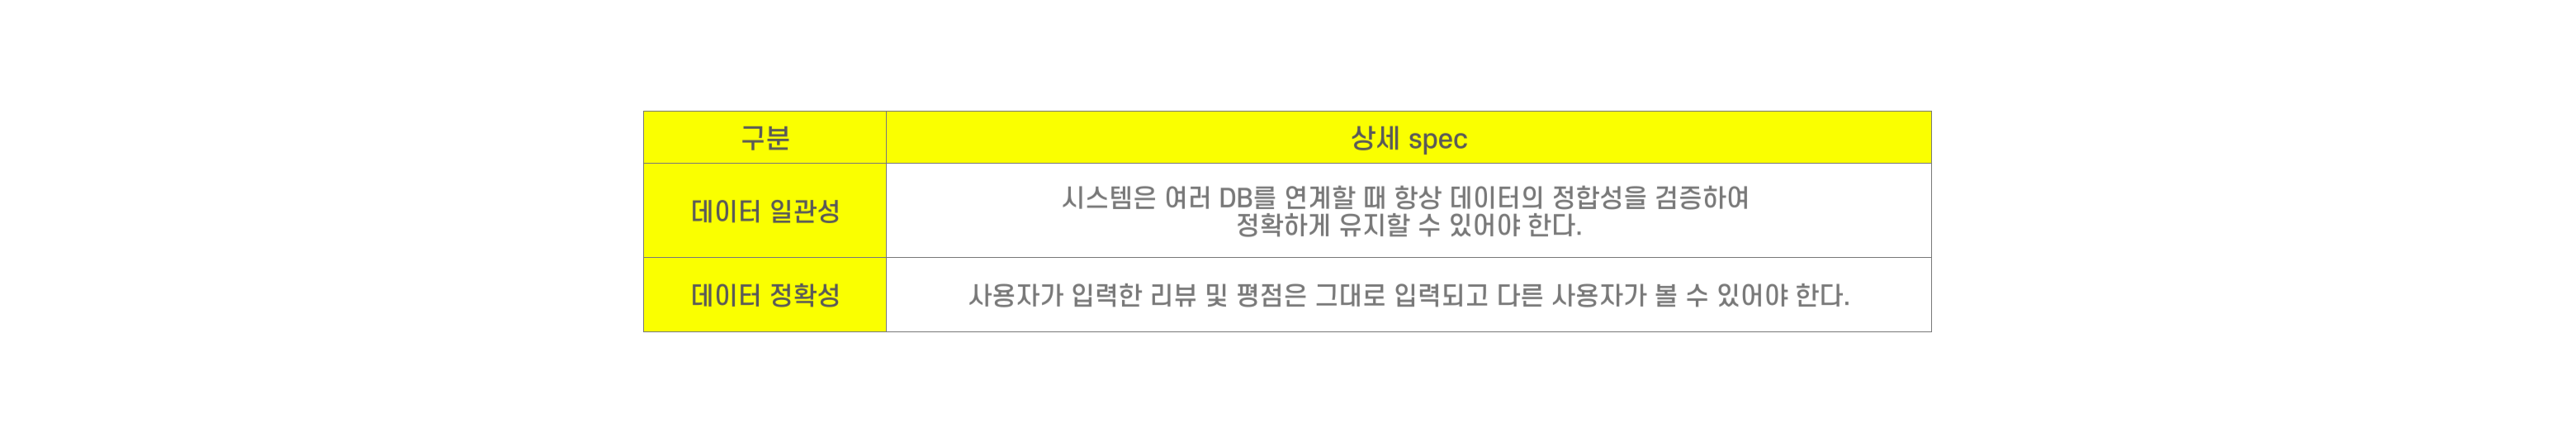 구분
상세 spec
데이터 일관성
시스템은 여러 DB를 연계할 때 항상 데이터의 정합성을 검증하여
정확하게 유지할 수 있어야 한다.
데이터 정확성
사용자가 입력한 리뷰 및 평점은 그대로 입력되고 다른 사용자가 볼 수 있어야 한다.